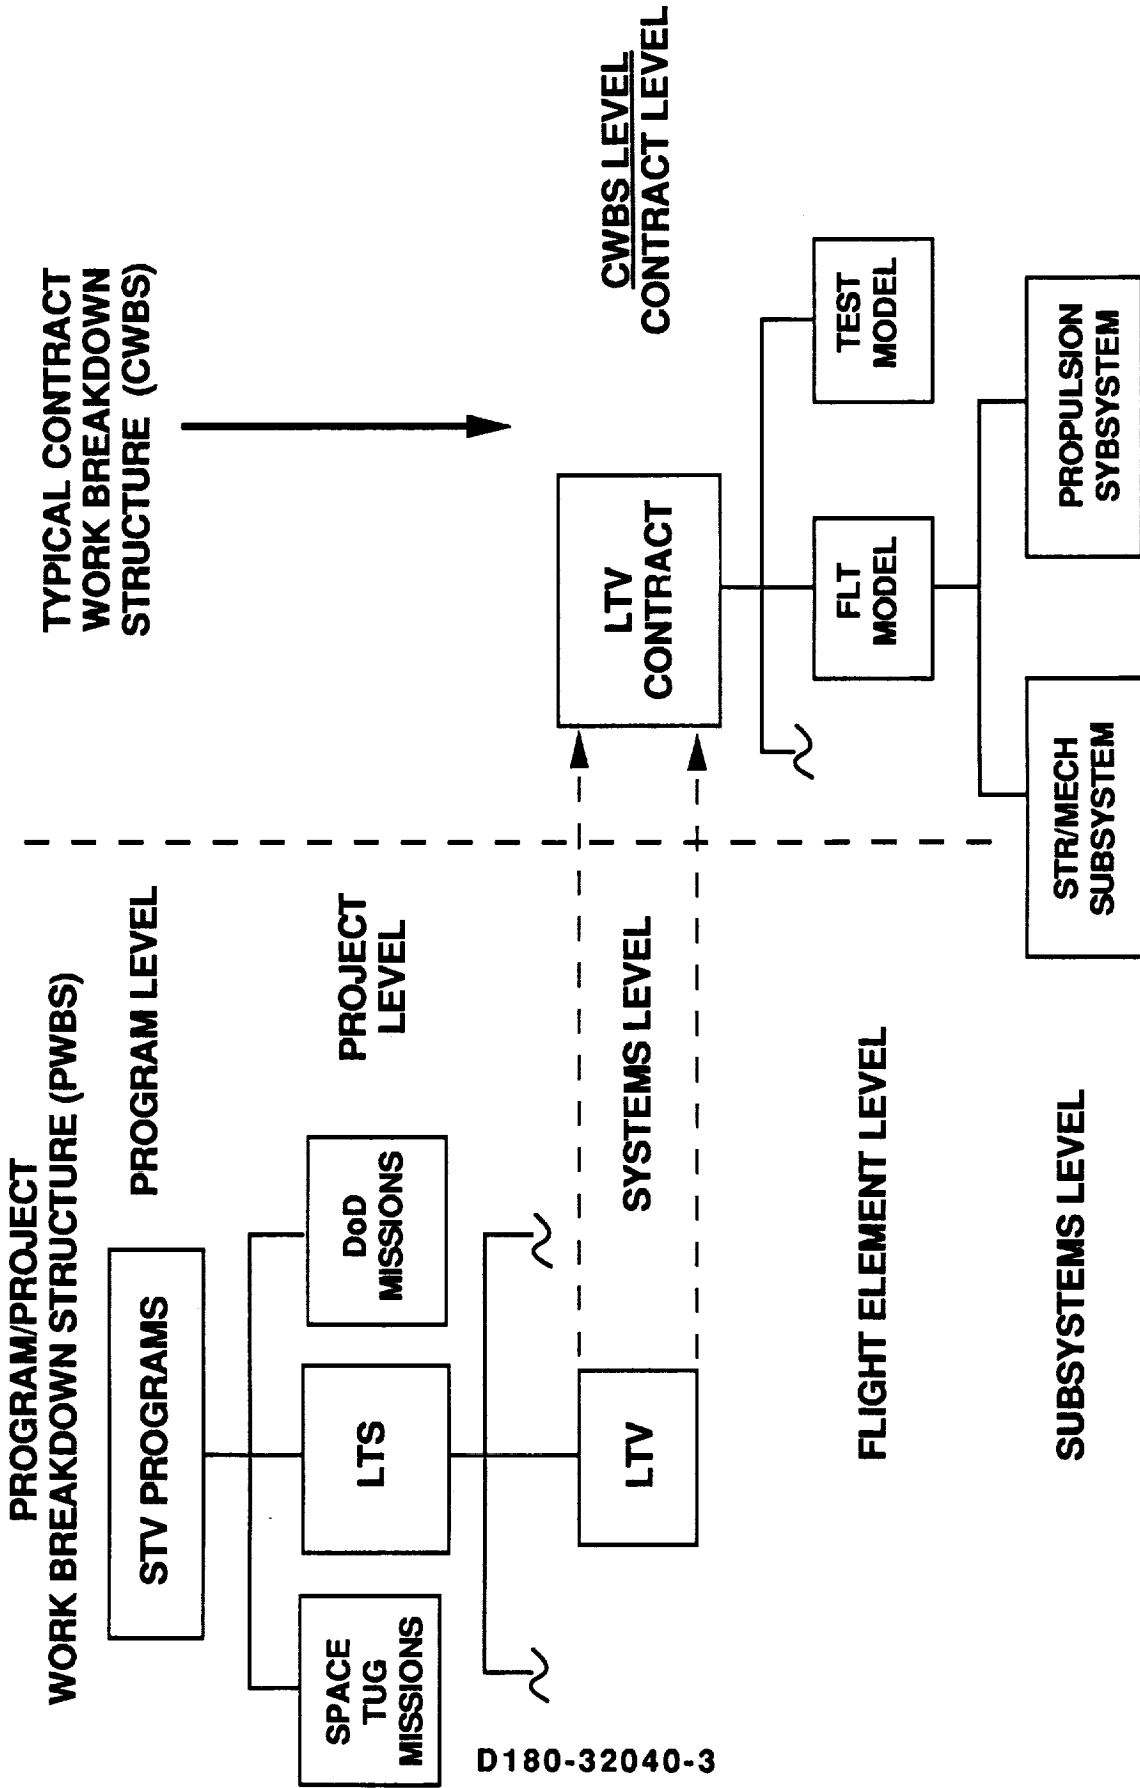 PROGRAM/PROJECT
WORK BREAKDOWN STRUCTURE (PWBS)
TYPICAL CONTRACT
WORK BREAKDOWN
STRUCTURE (CWBS)
STV PROGRAMS
PROGRAM LEVEL
SPACE
TUG
MISSIONS
LTS
DoD
MISSIONS
PROJECT
LEVEL
LTV
SYSTEMS LEVEL
LTV
CONTRACT
CWBS LEVEL
CONTRACT LEVEL
FLIGHT ELEMENT LEVEL
FLT
MODEL
TEST
MODEL
SUBSYSTEMS LEVEL
STR/MECH
SUBSYSTEM
PROPULSION
SYBSYSTEM
D180-32040-3